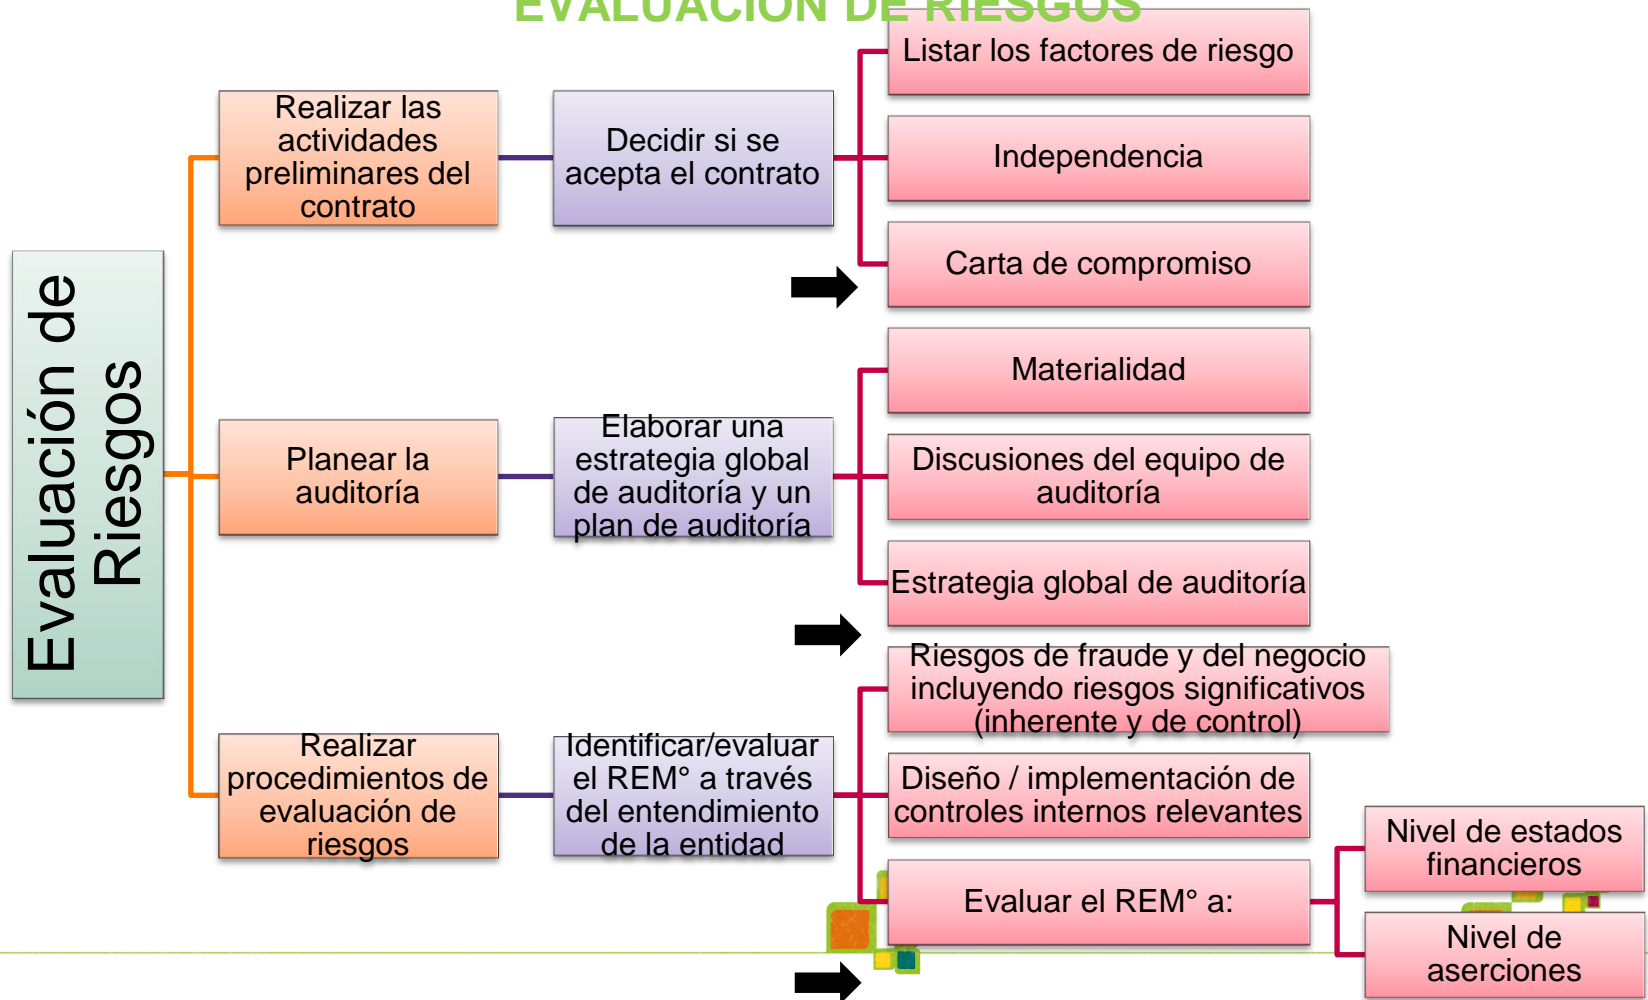 EVALUACIÓN DE RIESGOS
Evaluación de
Riesgos
Realizar las
actividades
preliminares del
contrato
Decidir si se
acepta el contrato
Listar los factores de riesgo
Independencia
Carta de compromiso
Planear la
auditoría
Elaborar una
estrategia global
de auditoría y un
plan de auditoría
Materialidad
Discusiones del equipo de
auditoría
Estrategia global de auditoría
Realizar
procedimientos de
evaluación de
riesgos
Identificar/evaluar
el REM° a través
del entendimiento
de la entidad
Riesgos de fraude y del negocio
incluyendo riesgos significativos
(inherente y de control)
Diseño / implementación de
controles internos relevantes
Evaluar el REM° a:
Nivel de estados
financieros
Nivel de
aserciones